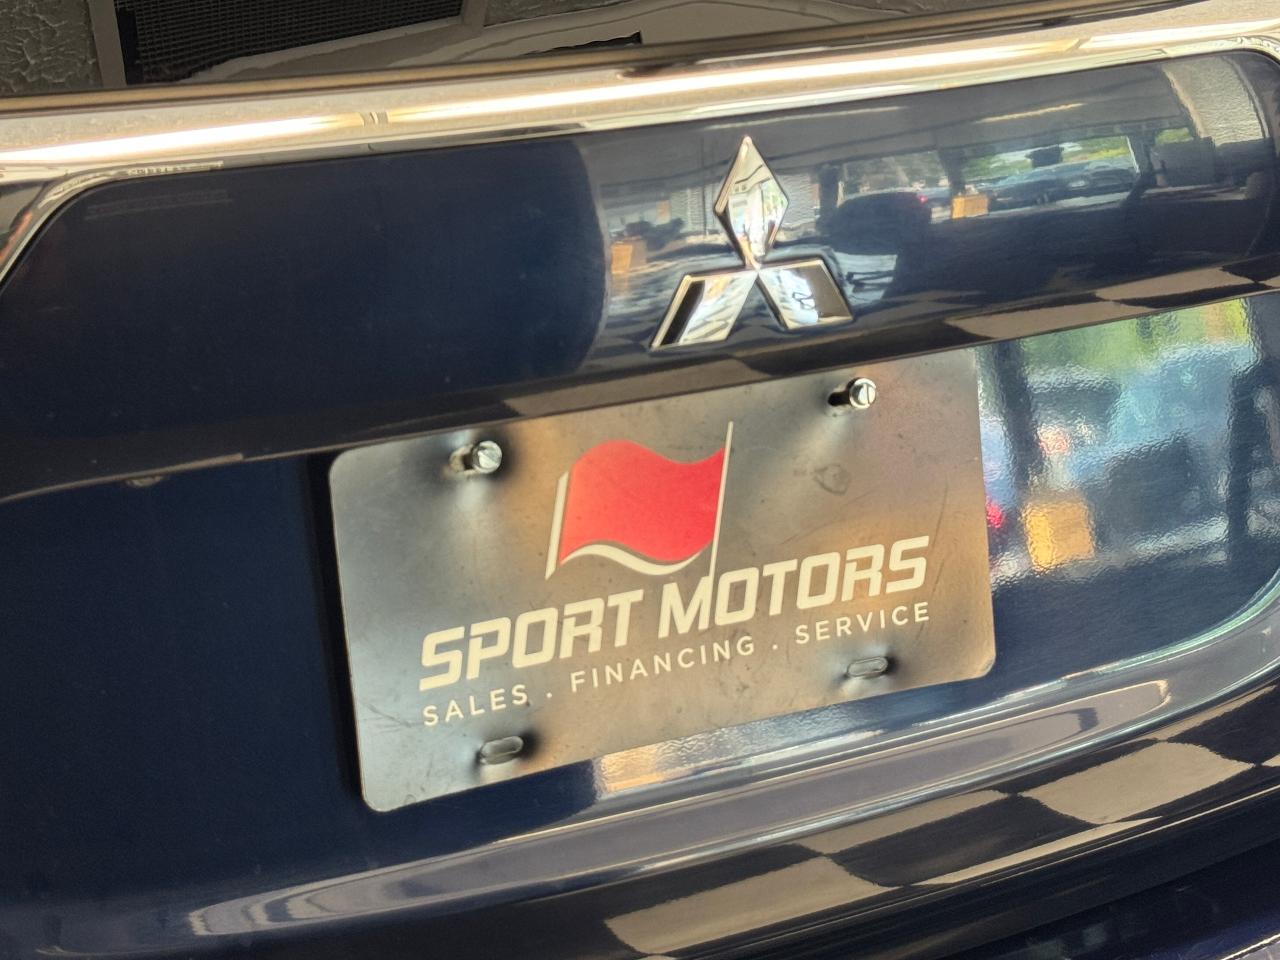 SPORT MOTORS
SALES . FINANCING . SERVICE